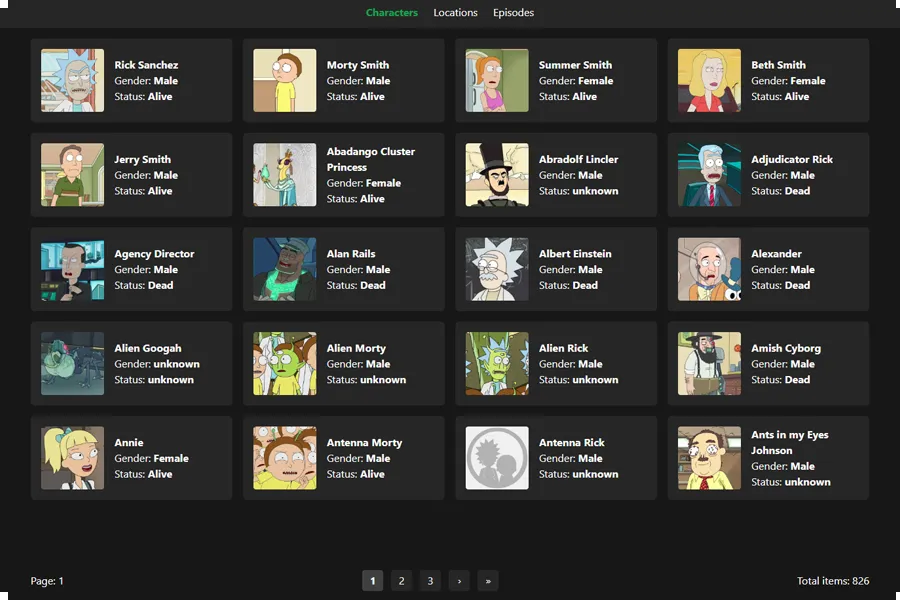 Characters Locations Episodes
Rick Sanchez
Gender: Male
Status: Alive
Morty Smith
Gender: Male
Status: Alive
Summer Smith
Gender: Female
Status: Alive
Beth Smith
Gender: Female
Status: Alive
Jerry Smith
Gender: Male
Status: Alive
Abadango Cluster
Princess
Gender: Female
Status: Alive
Abradolf Lincler
Gender: Male
Status: unknown
Adjudicator Rick
Gender: Male
Status: Dead
Agency Director
Gender: Male
Status: Dead
Alan Rails
Gender: Male
Status: Dead
Albert Einstein
Gender: Male
Status: Dead
Alexander
Gender: Male
Status: Dead
Alien Googah
Gender: unknown
Status: unknown
Alien Morty
Gender: Male
Status: unknown
Alien Rick
Gender: Male
Status: unknown
Amish Cyborg
Gender: Male
Status: Dead
Annie
Gender: Female
Status: Alive
Antenna Morty
Gender: Male
Status: Alive
Antenna Rick
Gender: Male
Status: unknown
Ants in my Eyes
Johnson
Gender: Male
Status: unknown
Page: 1
1 2 3 › »
Total items: 826